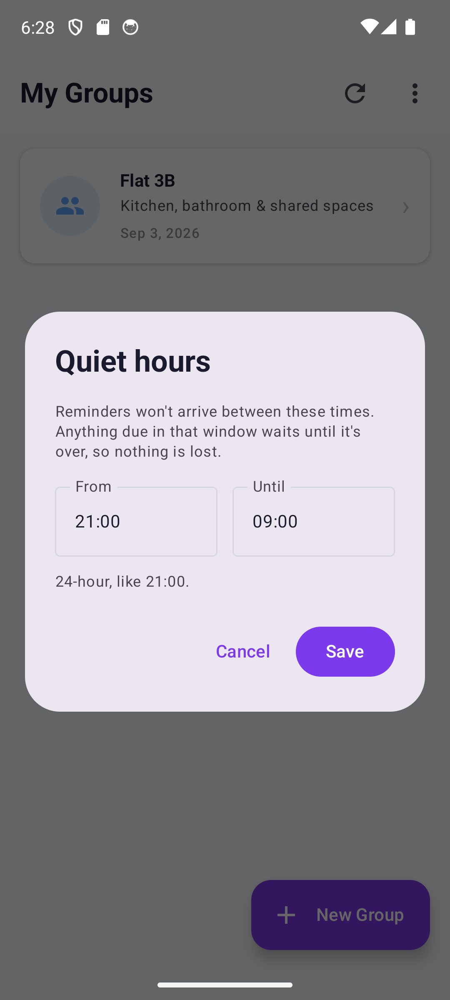 6:28
My Groups
Flat 3B
Kitchen, bathroom & shared spaces
Sep 3, 2026
Quiet hours
Reminders won't arrive between these times.
Anything due in that window waits until it's
over, so nothing is lost.
From
Until
21:00
09:00
24-hour, like 21:00.
Cancel
Save
New Group